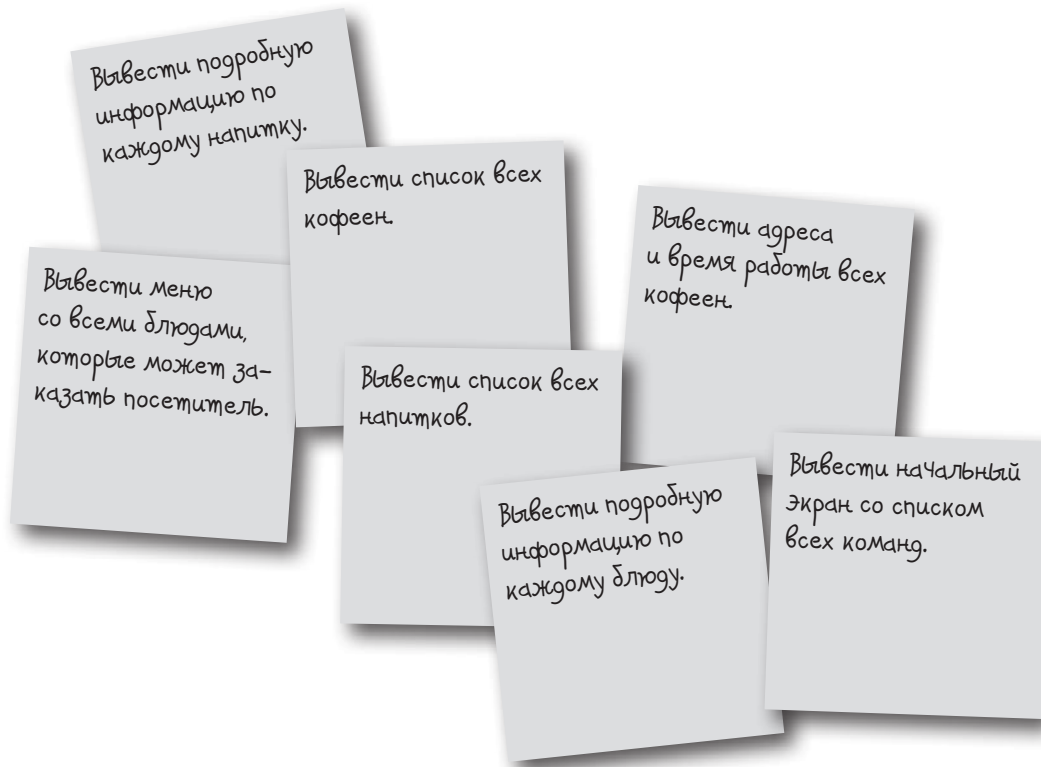 Вывести подробную
информацию по
каждому напитку.
Вывести список всех
кофеен.
Вывести адреса
и время работы всех
кофеен.
Вывести меню
со всеми блюдами,
которые может за-
казать посетитель.
Вывести список всех
напитков.
Вывести подробную
информацию по
каждому блюду.
Вывести начальный
экран со списком
всех команд.